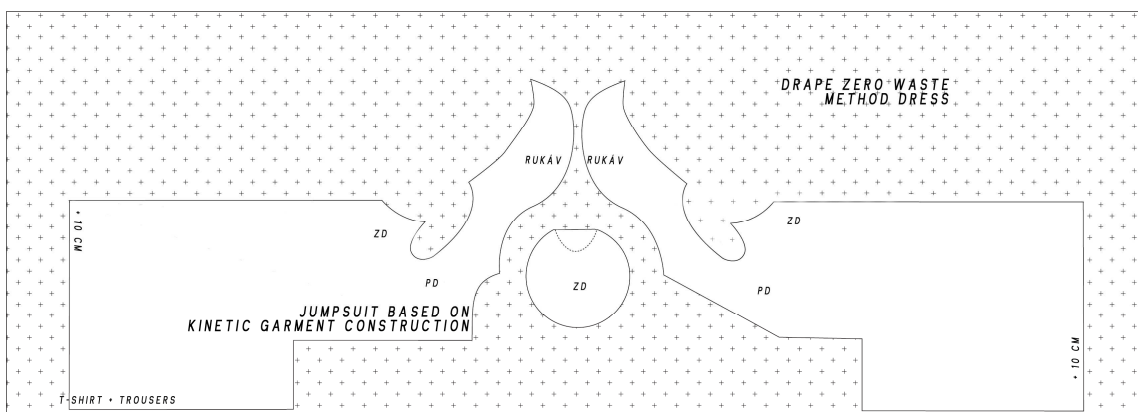 DRAPE ZERO WASTE
METHOD DRESS
RUKÁV
RUKÁV
+ 10 CM
ZD
ZD
PD
ZD
PD
JUMPSUIT BASED ON
KINETIC GARMENT CONSTRUCTION
+ 10 CM
T-SHIRT + TROUSERS